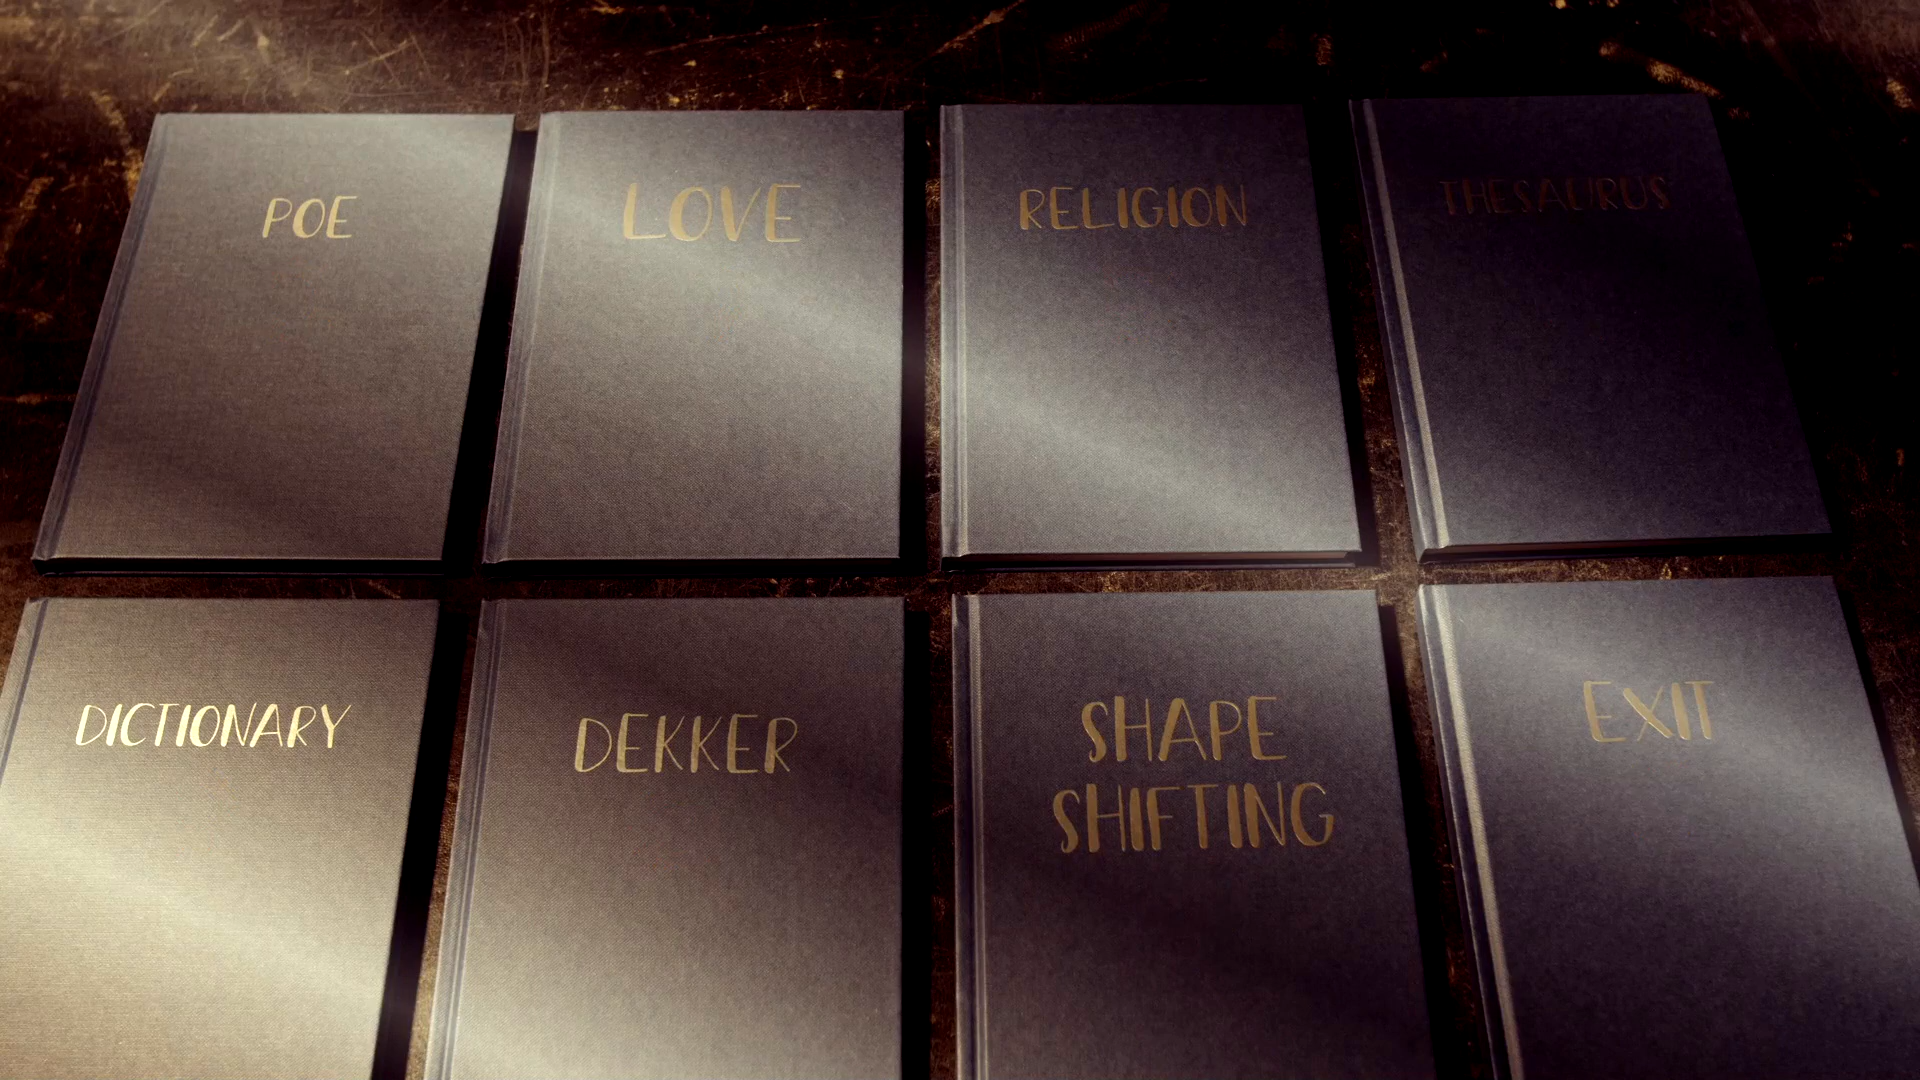 POE
LOVE
RELIGION
THESAURUS
DICTIONARY
DEKKER
SHAPE
SHIFTING
EXIT